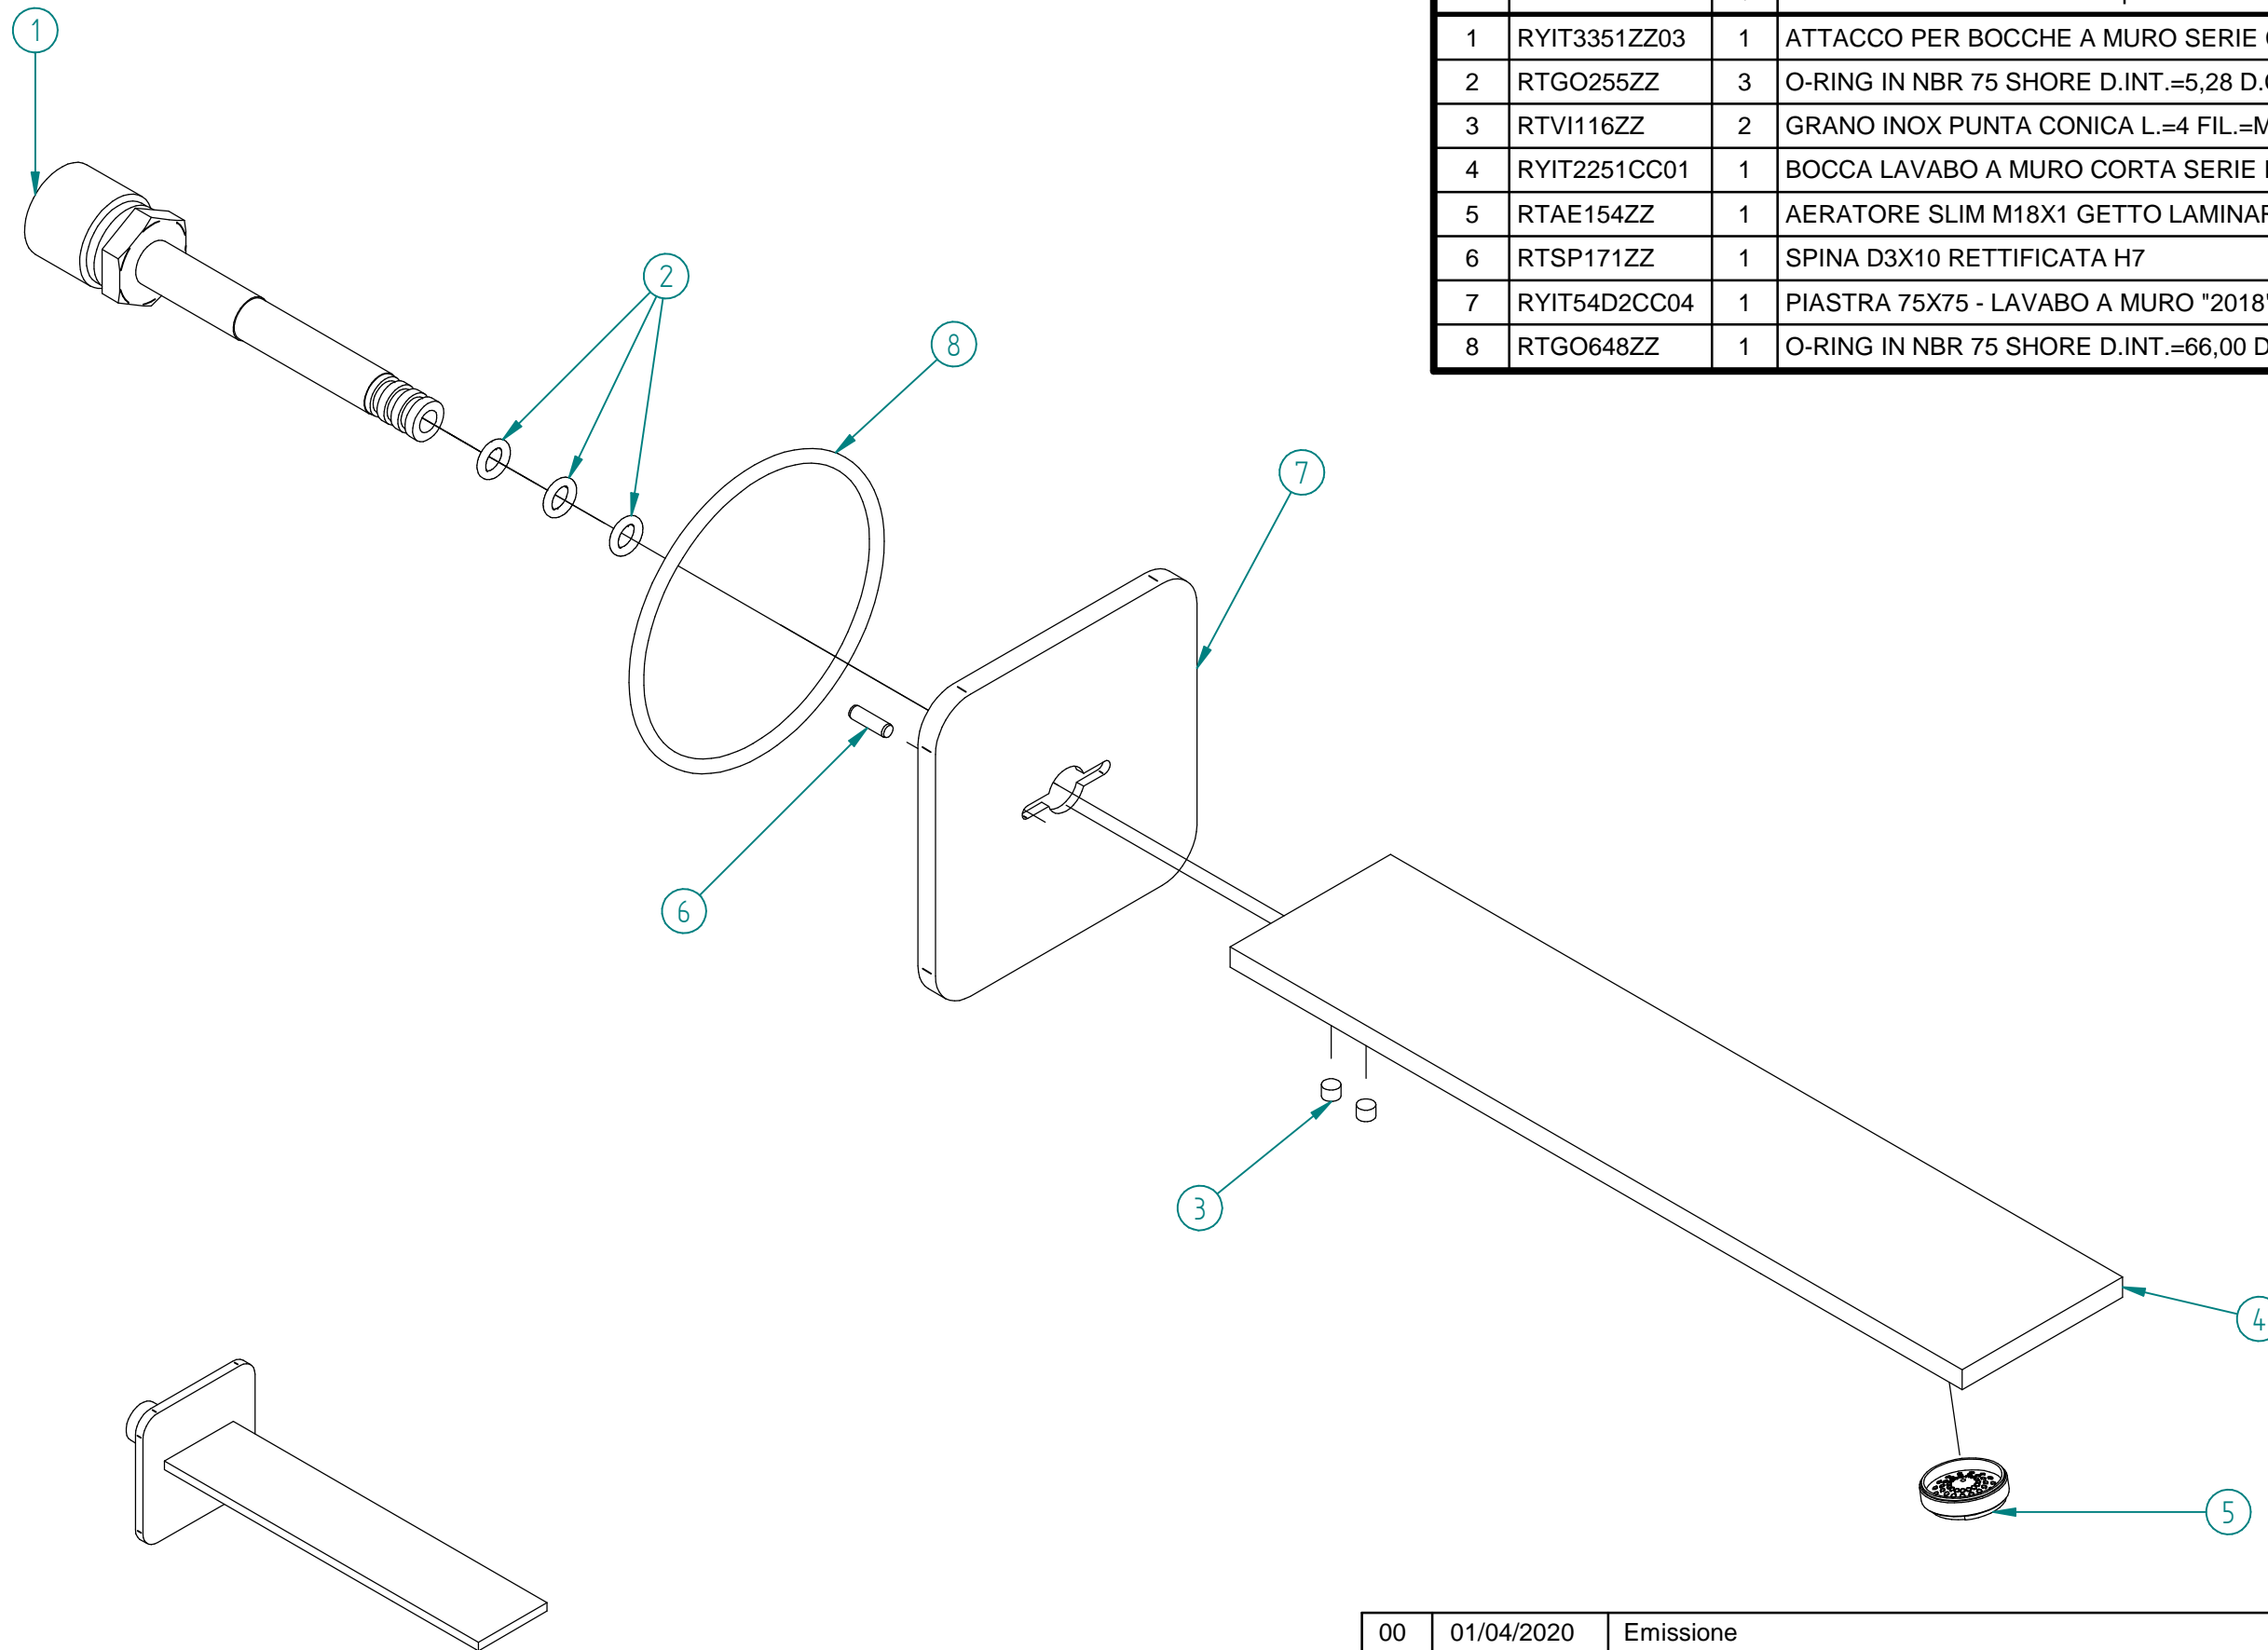 1 RYIT3351ZZ03 1 ATTACCO PER BOCCHE A MURO SERIE
2 RTGO255ZZ 3 O-RING IN NBR 75 SHORE D.INT.=5,28
3 RTVI116ZZ 2 GRANO INOX PUNTA CONICA L.=4 FIL.=M
4 RYIT2251CC01 1 BOCCA LAVABO A MURO CORTA SERIE
5 RTAE154ZZ 1 AERATORE SLIM M18X1 GETTO
6 RTSP171ZZ 1 SPINA D3X10 RETTIFICATA H7
7 RYIT54D2CC04 1 PIASTRA 75X75 - LAVABO A MURO "2018"
8 RTGO648ZZ 1 O-RING IN NBR 75 SHORE D.INT.=66,00 D
1
2
8
7
6
3
4
5
00 01/04/2020 Emissione